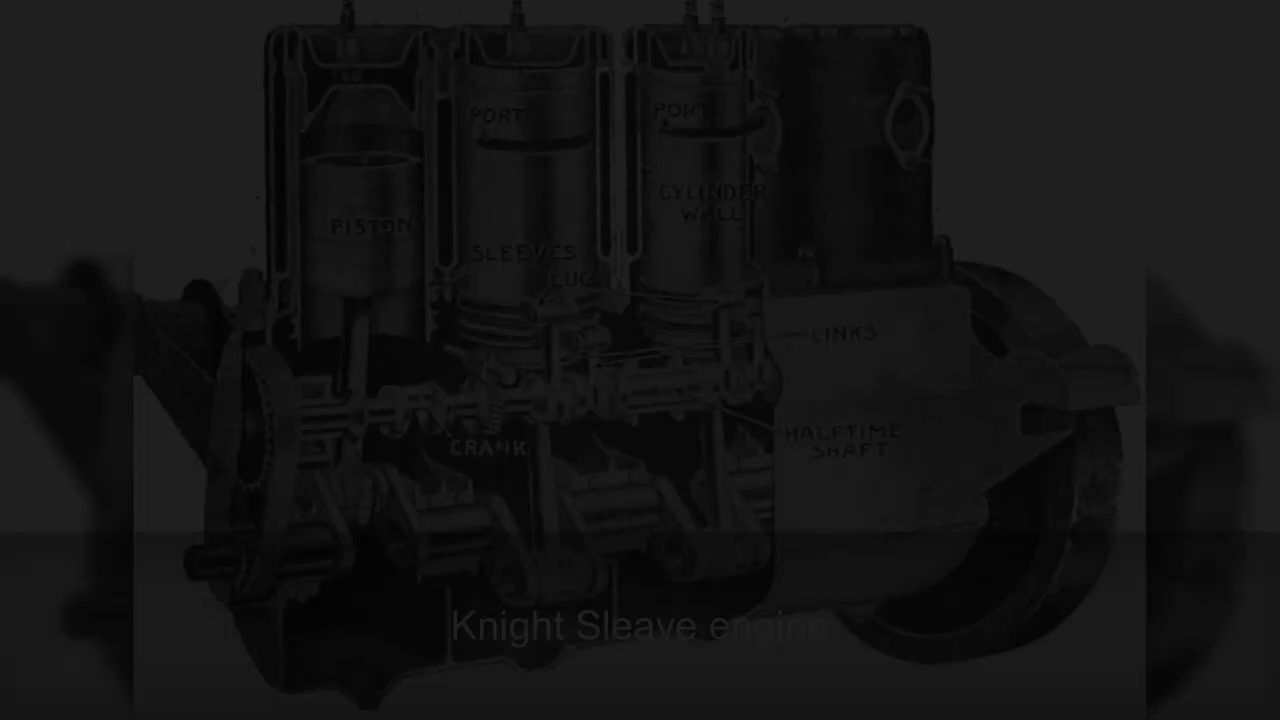 PORT
PORT
CYLINDER
WALL
PISTON
SLEEVES
LUG
LINKS
CRANK
HALFTIME
SHAFT
Knight Sleave engine